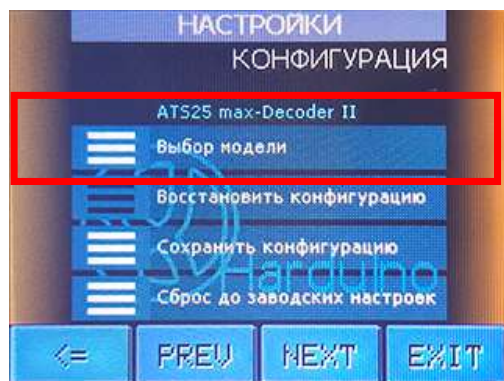 НАСТРОЙКИ
КОНФИГУРАЦИЯ
ATS25 max-Decoder II
Выбор модели
Восстановить конфигурацию
Сохранить конфигурацию
Harduino
Сброс до заводских настроек
<= PREV NEXT EXIT